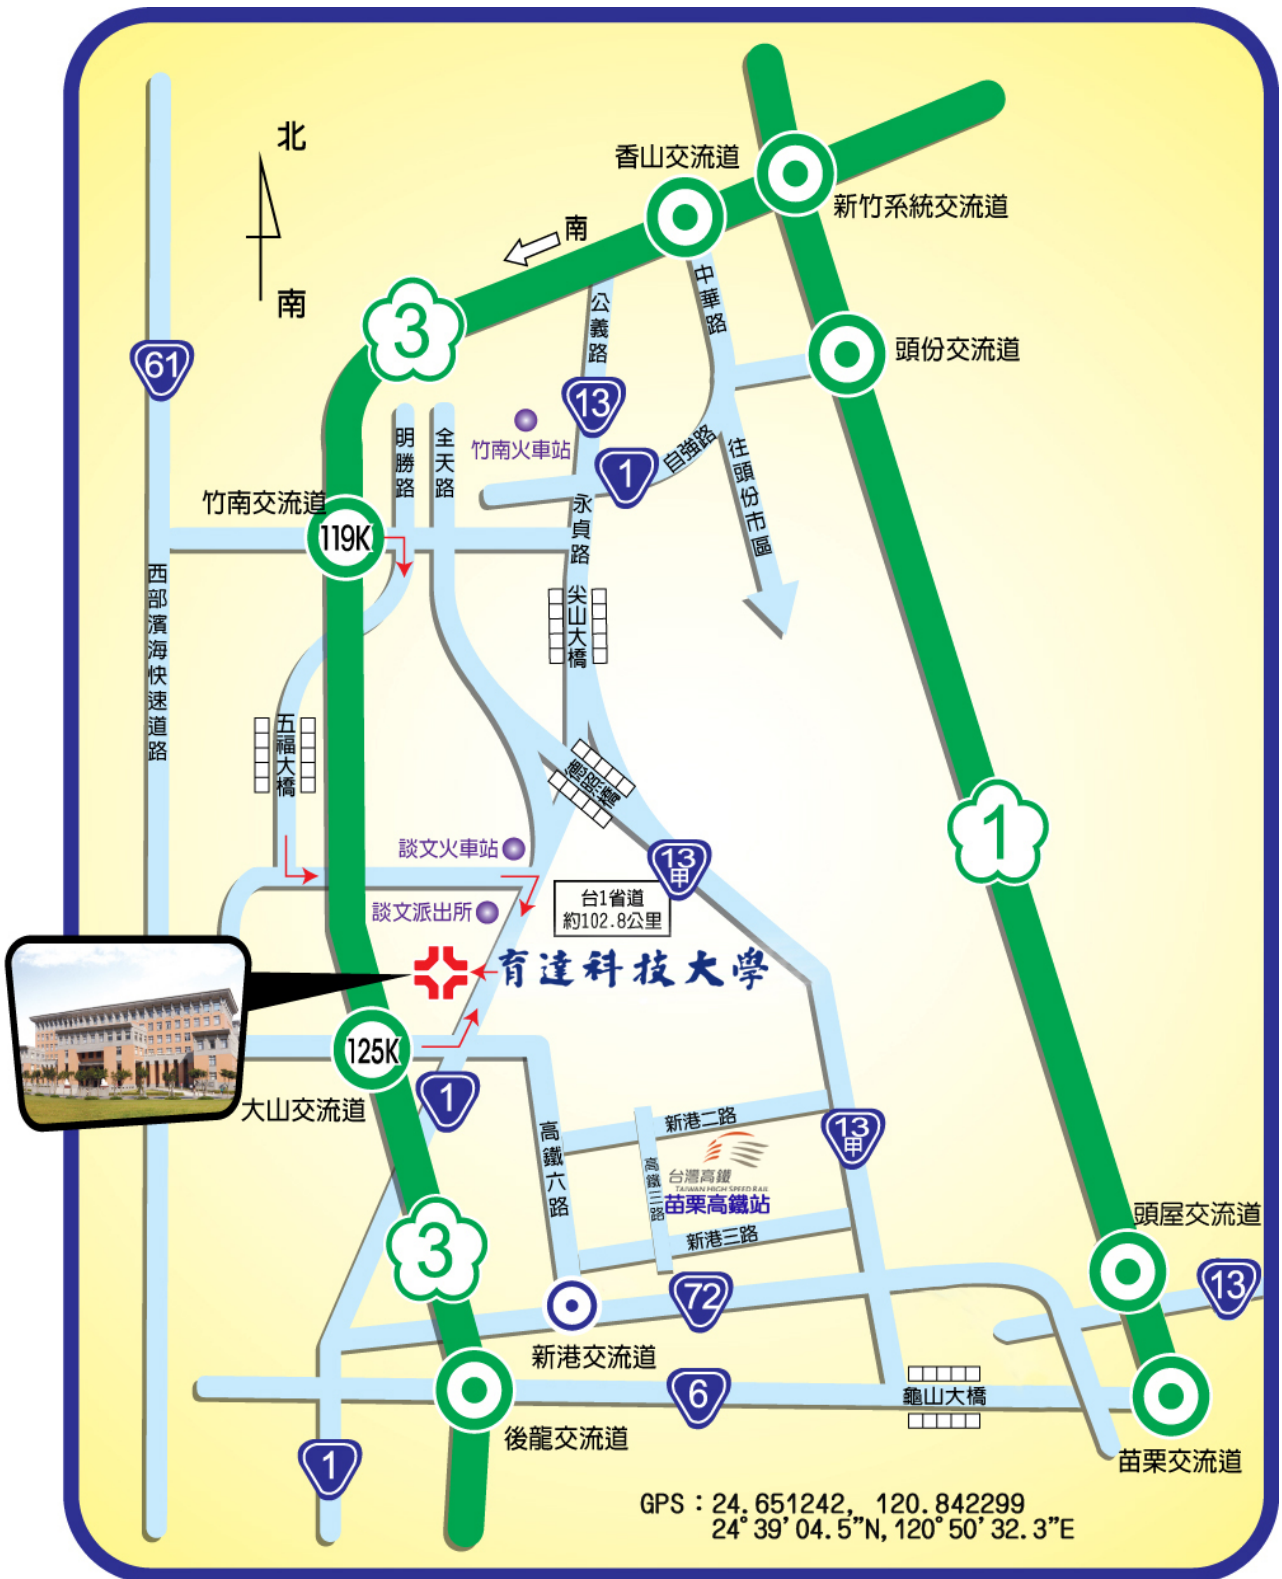 北
南
香山交流道
新竹系統交流道
南
3
中華路
公義路
61
頭份交流道
13
明勝路
全天路
竹南火車站
自強路
1
往頭份市區
竹南交流道
119K
永貞路
西部濱海快速道路
尖山大橋
五福大橋
1
談文火車站
13甲
台1省道
約102.8公里
談文派出所
育達科技大學
125K
大山交流道
1
高鐵六路
新港二路
13甲
高鐵三路
台灣高鐵
TAIWAN HIGH SPEED RAIL
苗栗高鐵站
新港三路
3
頭屋交流道
72
13
新港交流道
6
龜山大橋
後龍交流道
1
苗栗交流道
GPS：24.651242, 120.842299
24°39'04.5"N, 120°50'32.3"E